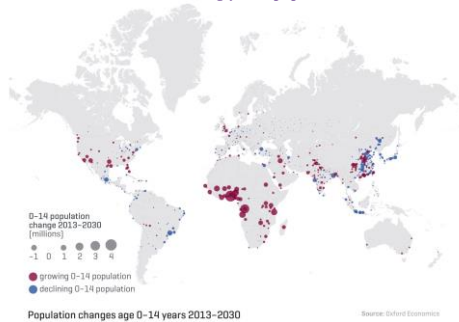 0–14 population
change 2013–2030
(millions)
–1 0 1 2 3 4
growing 0–14 population
declining 0–14 population
Population changes age 0–14 years 2013–2030
Source: Oxford Economics